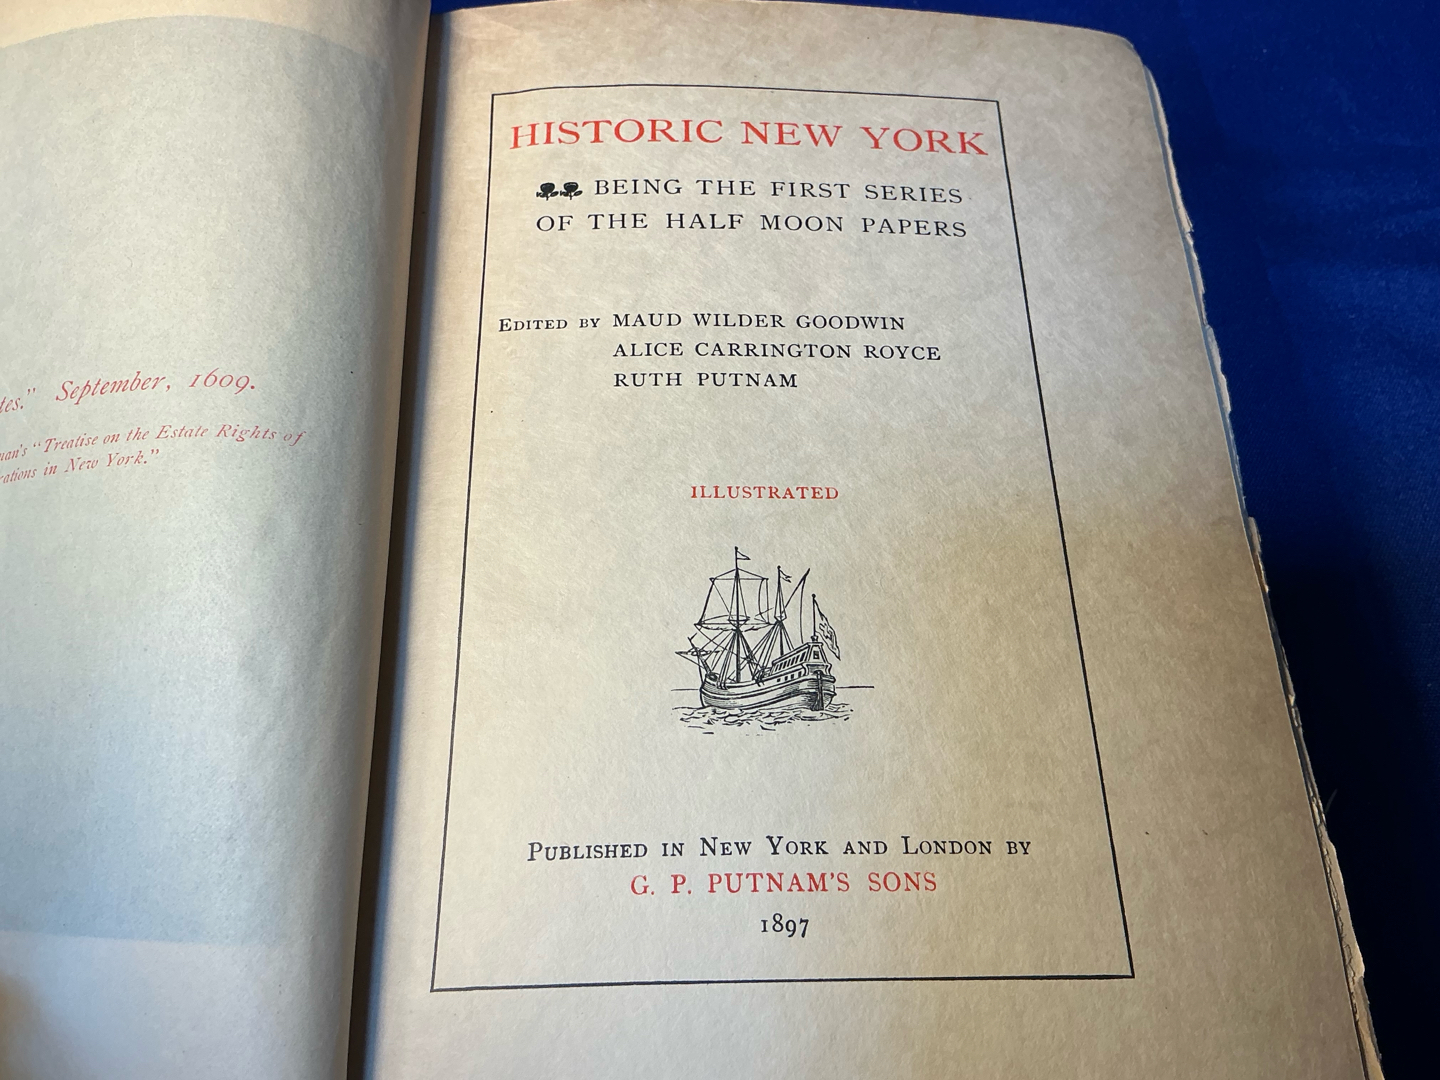 tes." September, 1609.
"Treatise on the Estate Rights of
in New York."
HISTORIC NEW YORK
BEING THE FIRST SERIES
OF THE HALF MOON PAPERS
EDITED BY MAUD WILDER GOODWIN
ALICE CARRINGTON ROYCE
RUTH PUTNAM
ILLUSTRATED
PUBLISHED IN NEW YORK AND LONDON BY
G. P. PUTNAM'S SONS
1897